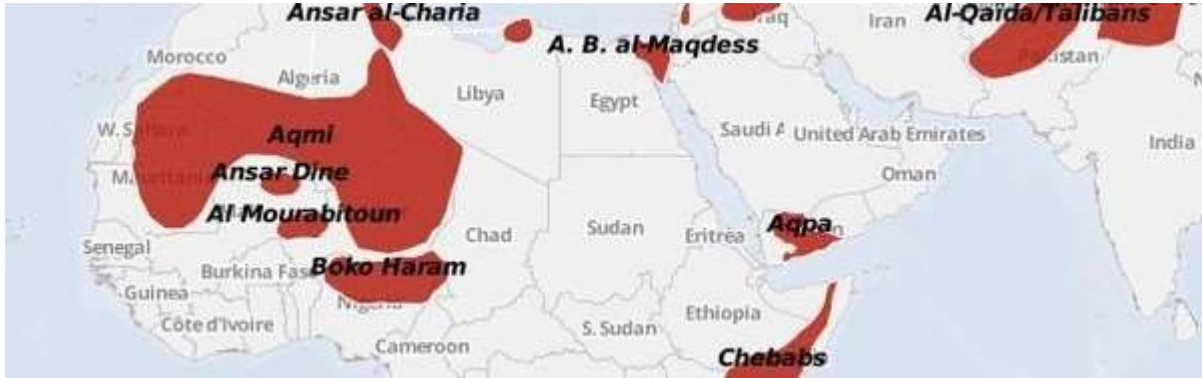 Ansar al-Charia
Iran
Al-Qaïda/Talibans
A. B. al-Maqdess
Morocco
Algeria
Libya
Egypt
Saudi A
United Arab Emirates
India
W. Sahara
Aqmi
Ansar Dine
Oman
Al Mourabitoun
Aqpa
Senegal
Chad
Sudan
Eritrea
Burkina Faso
Boko Haram
Guinea
Nigeria
Côte d'Ivoire
S. Sudan
Ethiopia
Cameroon
Chebabs